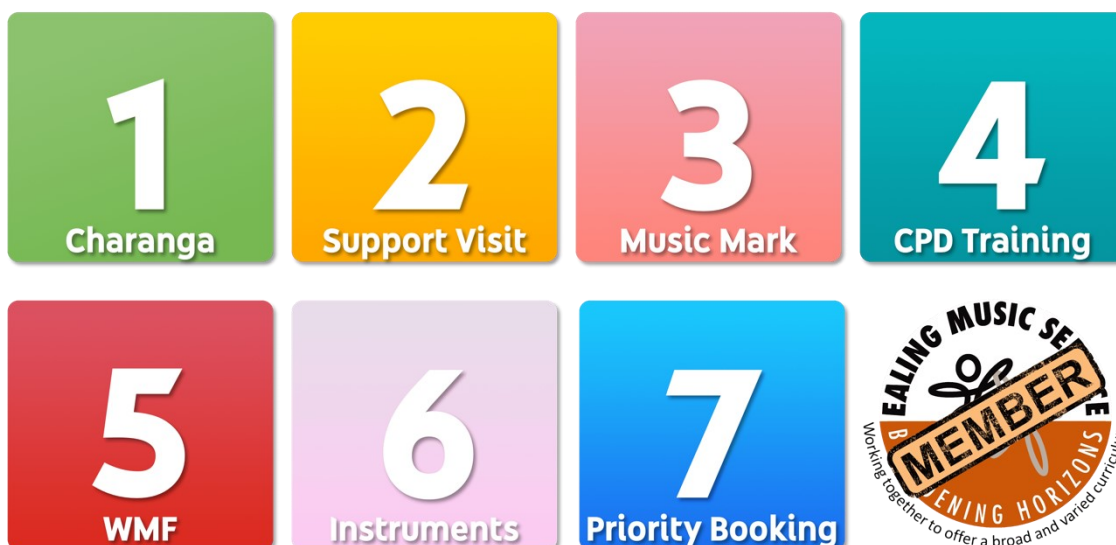 1
Charanga
2
Support Visit
3
Music Mark
4
CPD Training
5
WMF
6
Instruments
7
Priority Booking
EALING MUSIC SE
MEMBER
ENING HORIZONS
Working together to offer a broad and varied